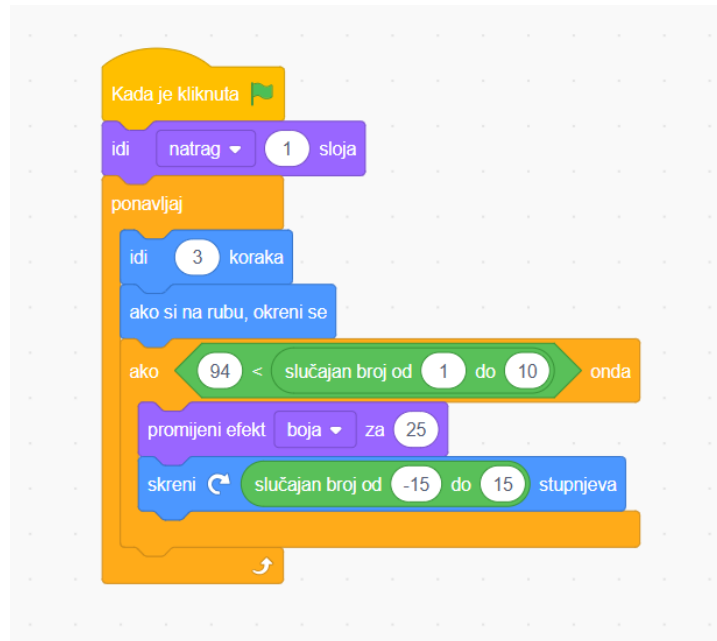 Kada je kliknuta
idi natrag 1 sloja
ponavljaj
idi 3 koraka
ako si na rubu, okreni se
ako 94 < slučajan broj od 1 do 10 onda
promijeni efekt boja za 25
skreni slučajan broj od -15 do 15 stupnjeva